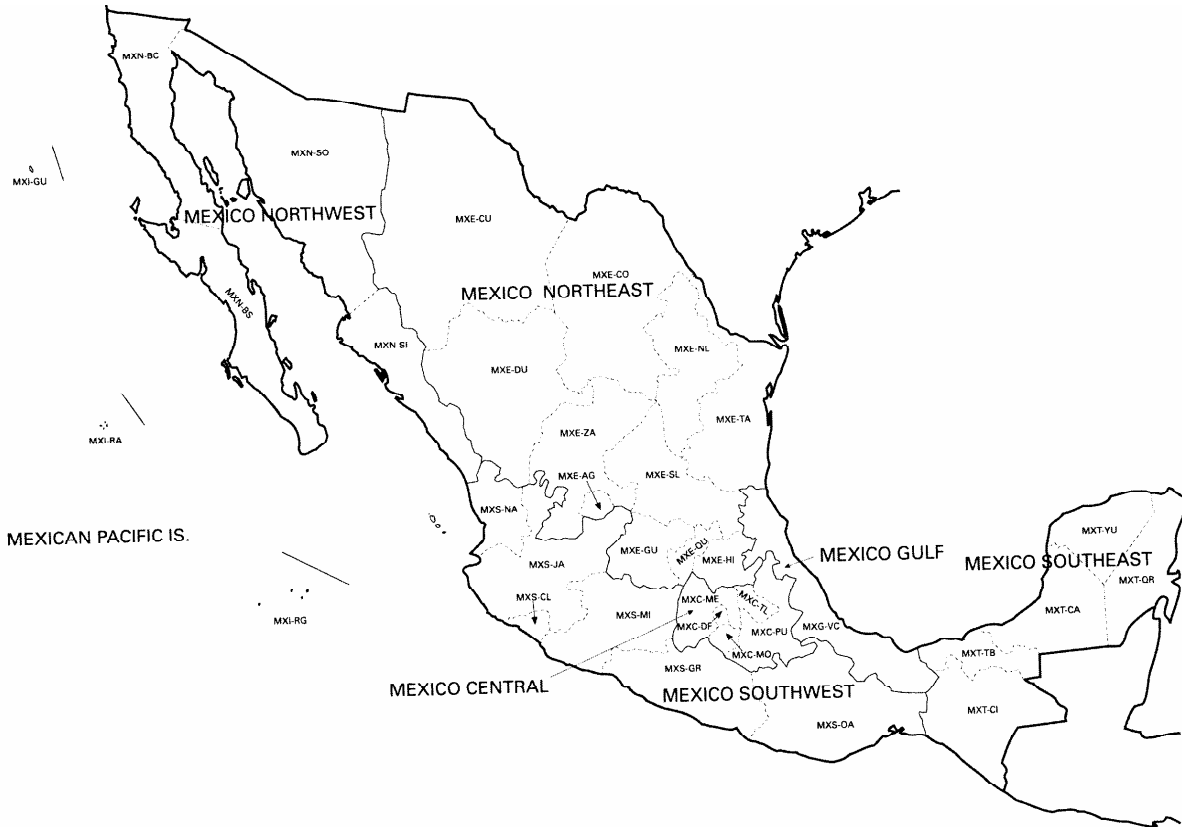 MXN-BC
MXN-SO
MXI-GU
MEXICO NORTHWEST
MXE-CU
MXE-CO
MEXICO NORTHEAST
MXN-BS
MXN-SI
MXE-NL
MXE-DU
MXE-TA
MXI-RA
MXE-ZA
MXE-AG
MXE-SL
MXS-NA
MEXICAN PACIFIC IS.
MXT-YU
MXE-GU
MXE-QU
MXE-HI
MEXICO GULF
MEXICO SOUTHEAST
MXS-JA
MXT-QR
MXS-CL
MXC-ME
MXC-TL
MXT-CA
MXI-RG
MXS-MI
MXC-DF
MXC-PU
MXG-VC
MXC-MO
MXT-TB
MXS-GR
MEXICO CENTRAL
MEXICO SOUTHWEST
MXT-CI
MXS-OA